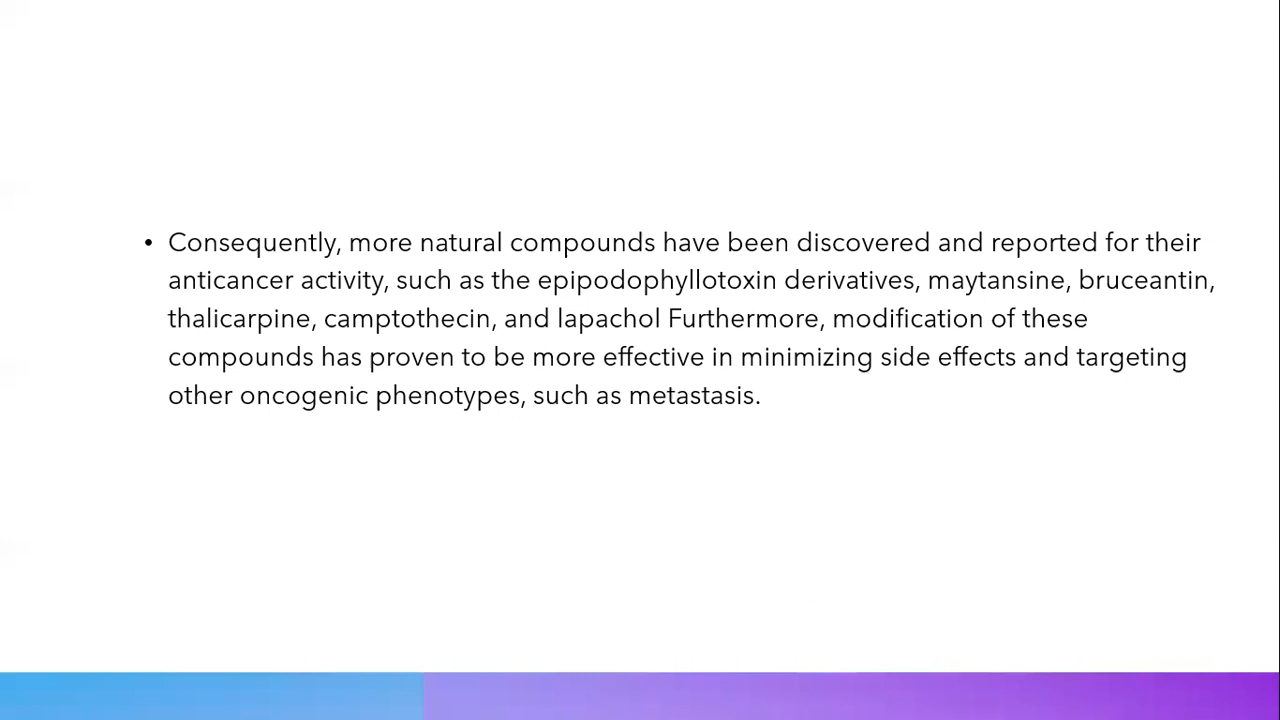 • Consequently, more natural compounds have been discovered and reported for their
anticancer activity, such as the epipodophyllotoxin derivatives, maytansine, bruceantin,
thalicarpine, camptothecin, and lapachol Furthermore, modification of these
compounds has proven to be more effective in minimizing side effects and targeting
other oncogenic phenotypes, such as metastasis.